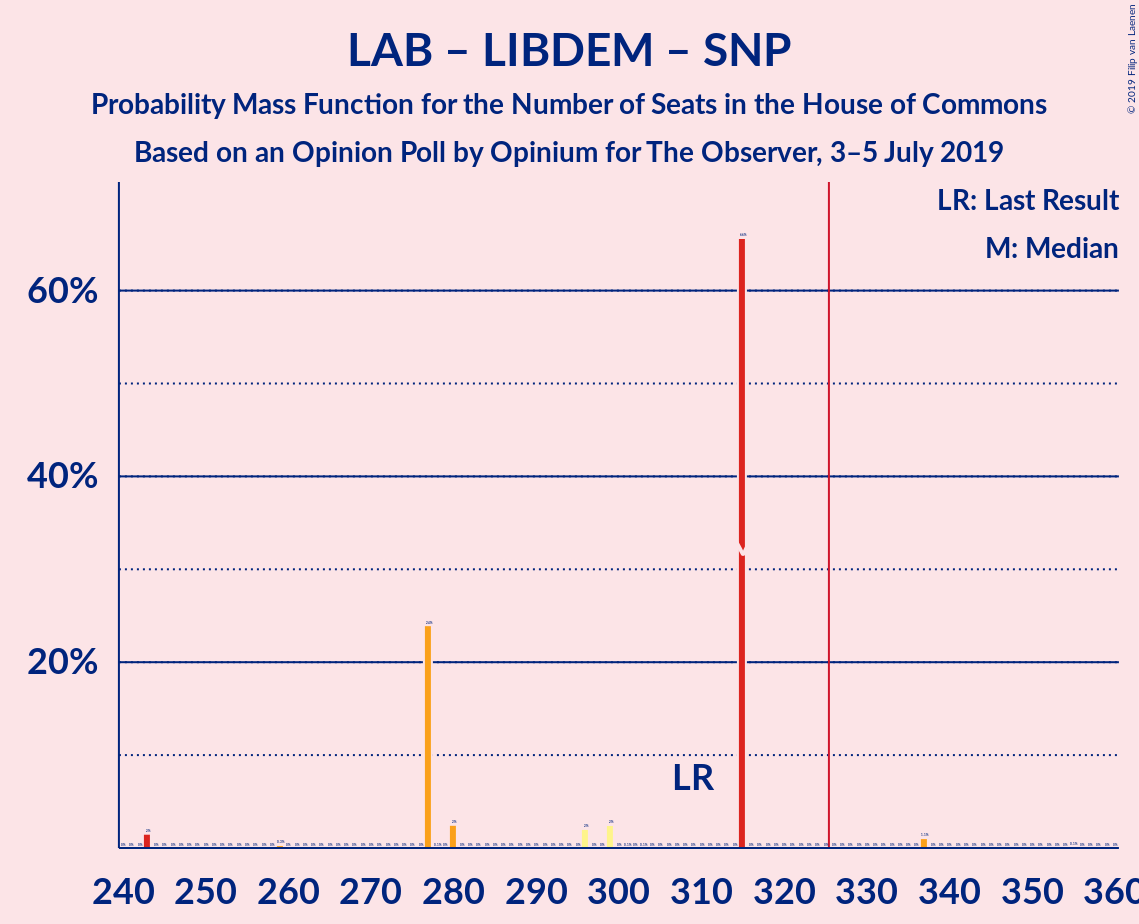 LAB – LIBDEM – SNP
Probability Mass Function for the Number of Seats in the House of Commons
Based on an Opinion Poll by Opinium for The Observer, 3–5 July 2019
© 2019 Filip van Laenen
LR: Last Result
M: Median
60%
40%
20%
LR
M
240 250 260 270 280 290 300 310 320 330 340 350 360